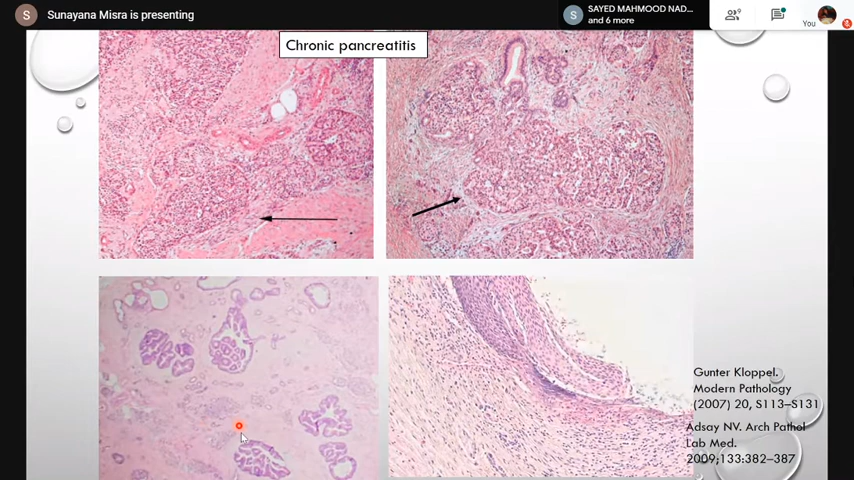 S Sunayana Misra is presenting
S SAYED MAHMOOD NAD...
and 6 more
9
You
Chronic pancreatitis
Gunter Kloppel.
Modern Pathology
(2007) 20, S113–S131
Adsay NV. Arch Pathol
Lab Med.
2009;133:382–387